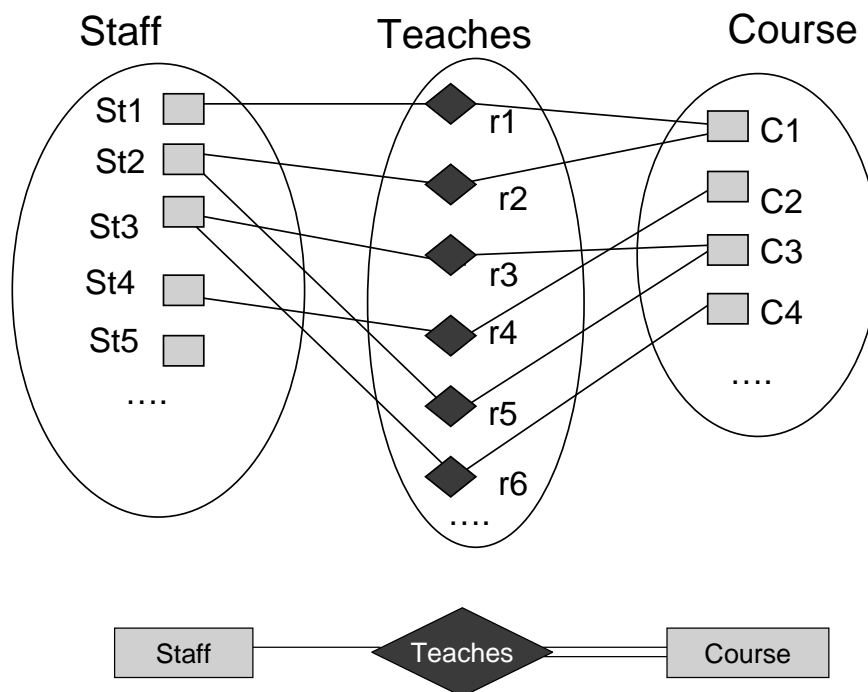 Staff
Teaches
Course
St1
St2
St3
St4
St5
....
r1
r2
r3
r4
r5
r6
....
C1
C2
C3
C4
....
Staff
Teaches
Course